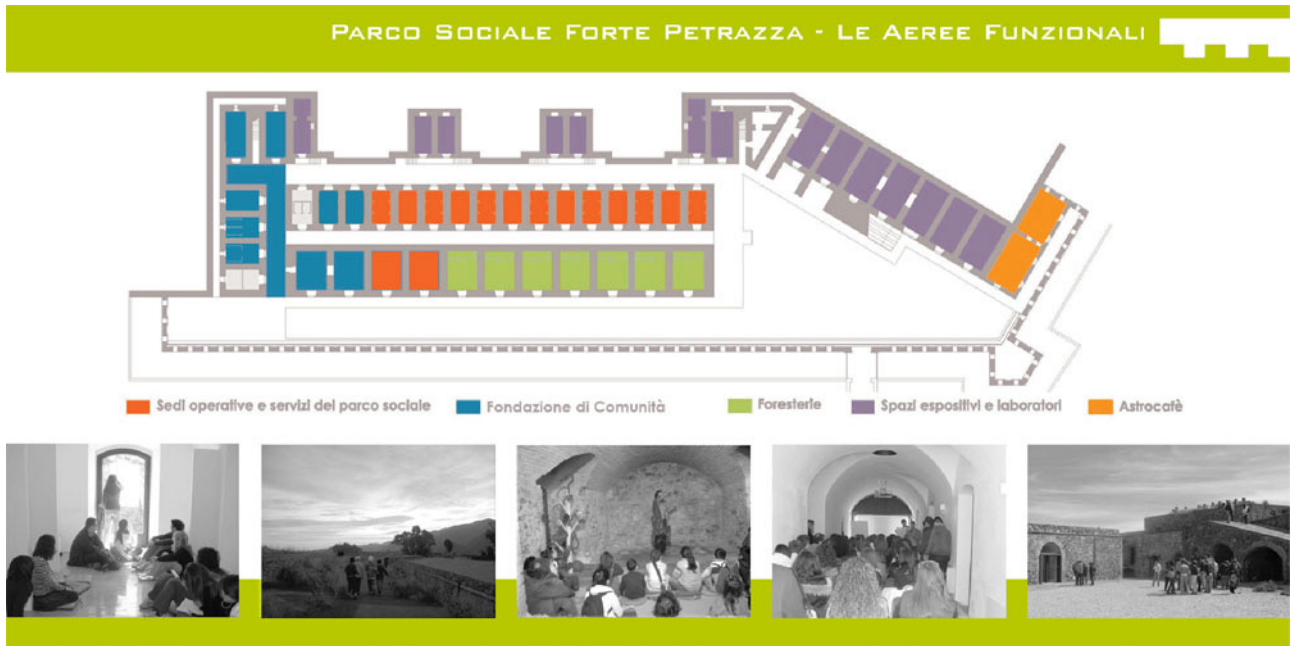 Parco Sociale Forte Petrazza - Le Aeree Funzionali
Sedi operative e servizi del parco sociale
Fondazione di Comunità
Foresterie
Spazi espositivi e laboratori
Astrocafè